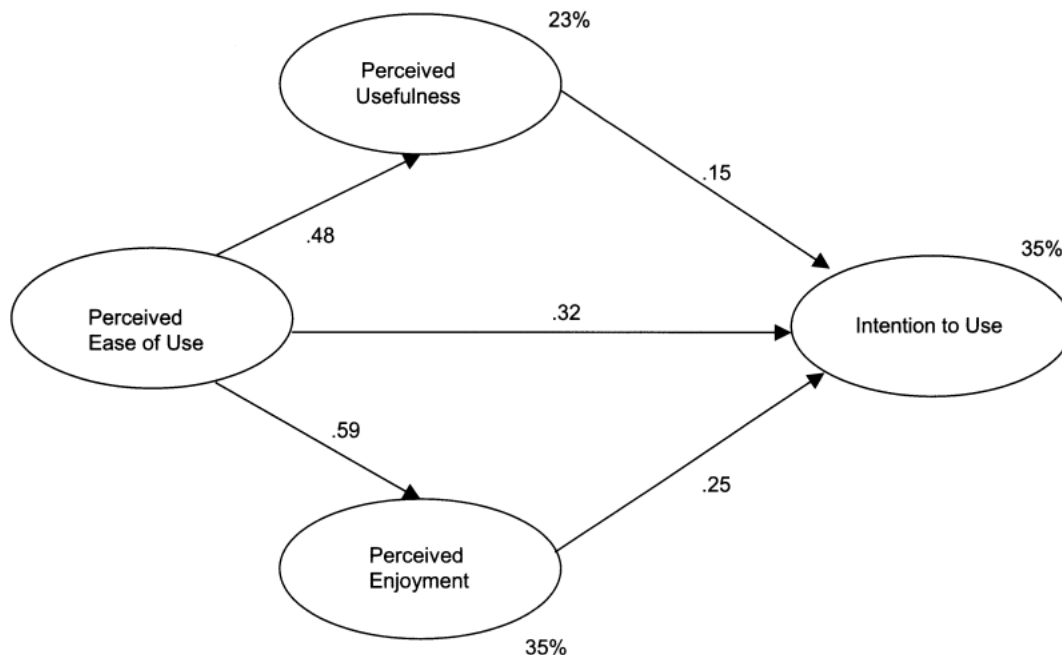 23%
Perceived
Usefulness
.15
.48
35%
Perceived
Ease of Use
.32
Intention to Use
.59
.25
Perceived
Enjoyment
35%